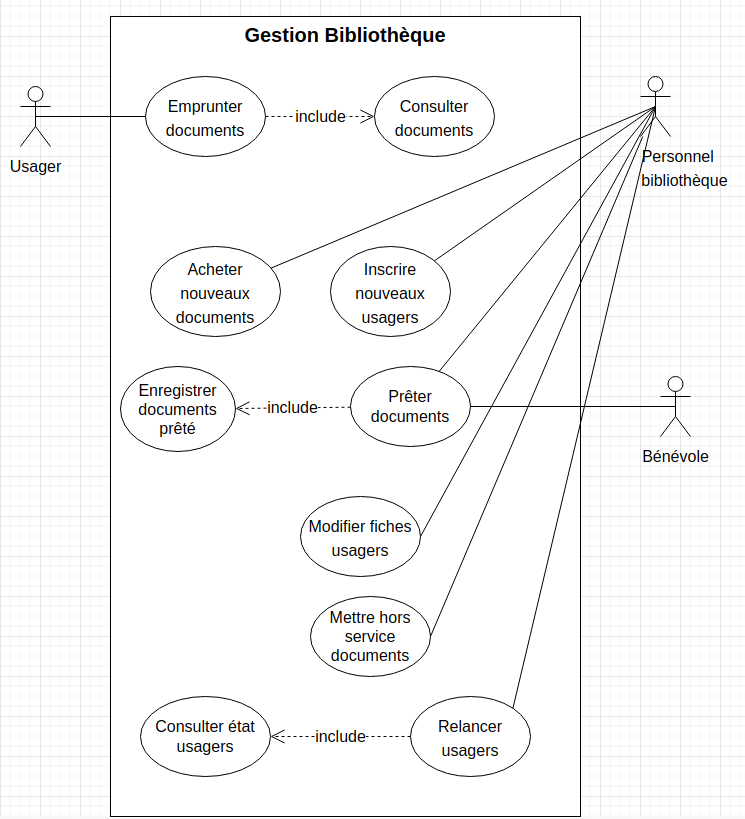 Gestion Bibliothèque
Usager
Emprunter
documents
include
Consulter
documents
Personnel
bibliothèque
Acheter
nouveaux
documents
Inscrire
nouveaux
usagers
Enregistrer
documents
prêté
include
Prêter
documents
Bénévole
Modifier fiches
usagers
Mettre hors
service
documents
Consulter état
usagers
include
Relancer
usagers